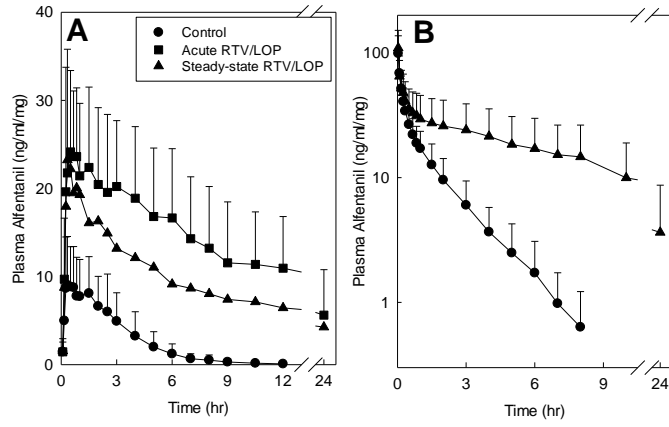 A
Control
Acute RTV/LOP
Steady-state RTV/LOP
Plasma Alfentanil (ng/ml/mg)
40
30
20
10
0
0 3 6 9 12 24
Time (hr)
B
Plasma Alfentanil (ng/ml/mg)
100
10
1
0 3 6 9 24
Time (hr)